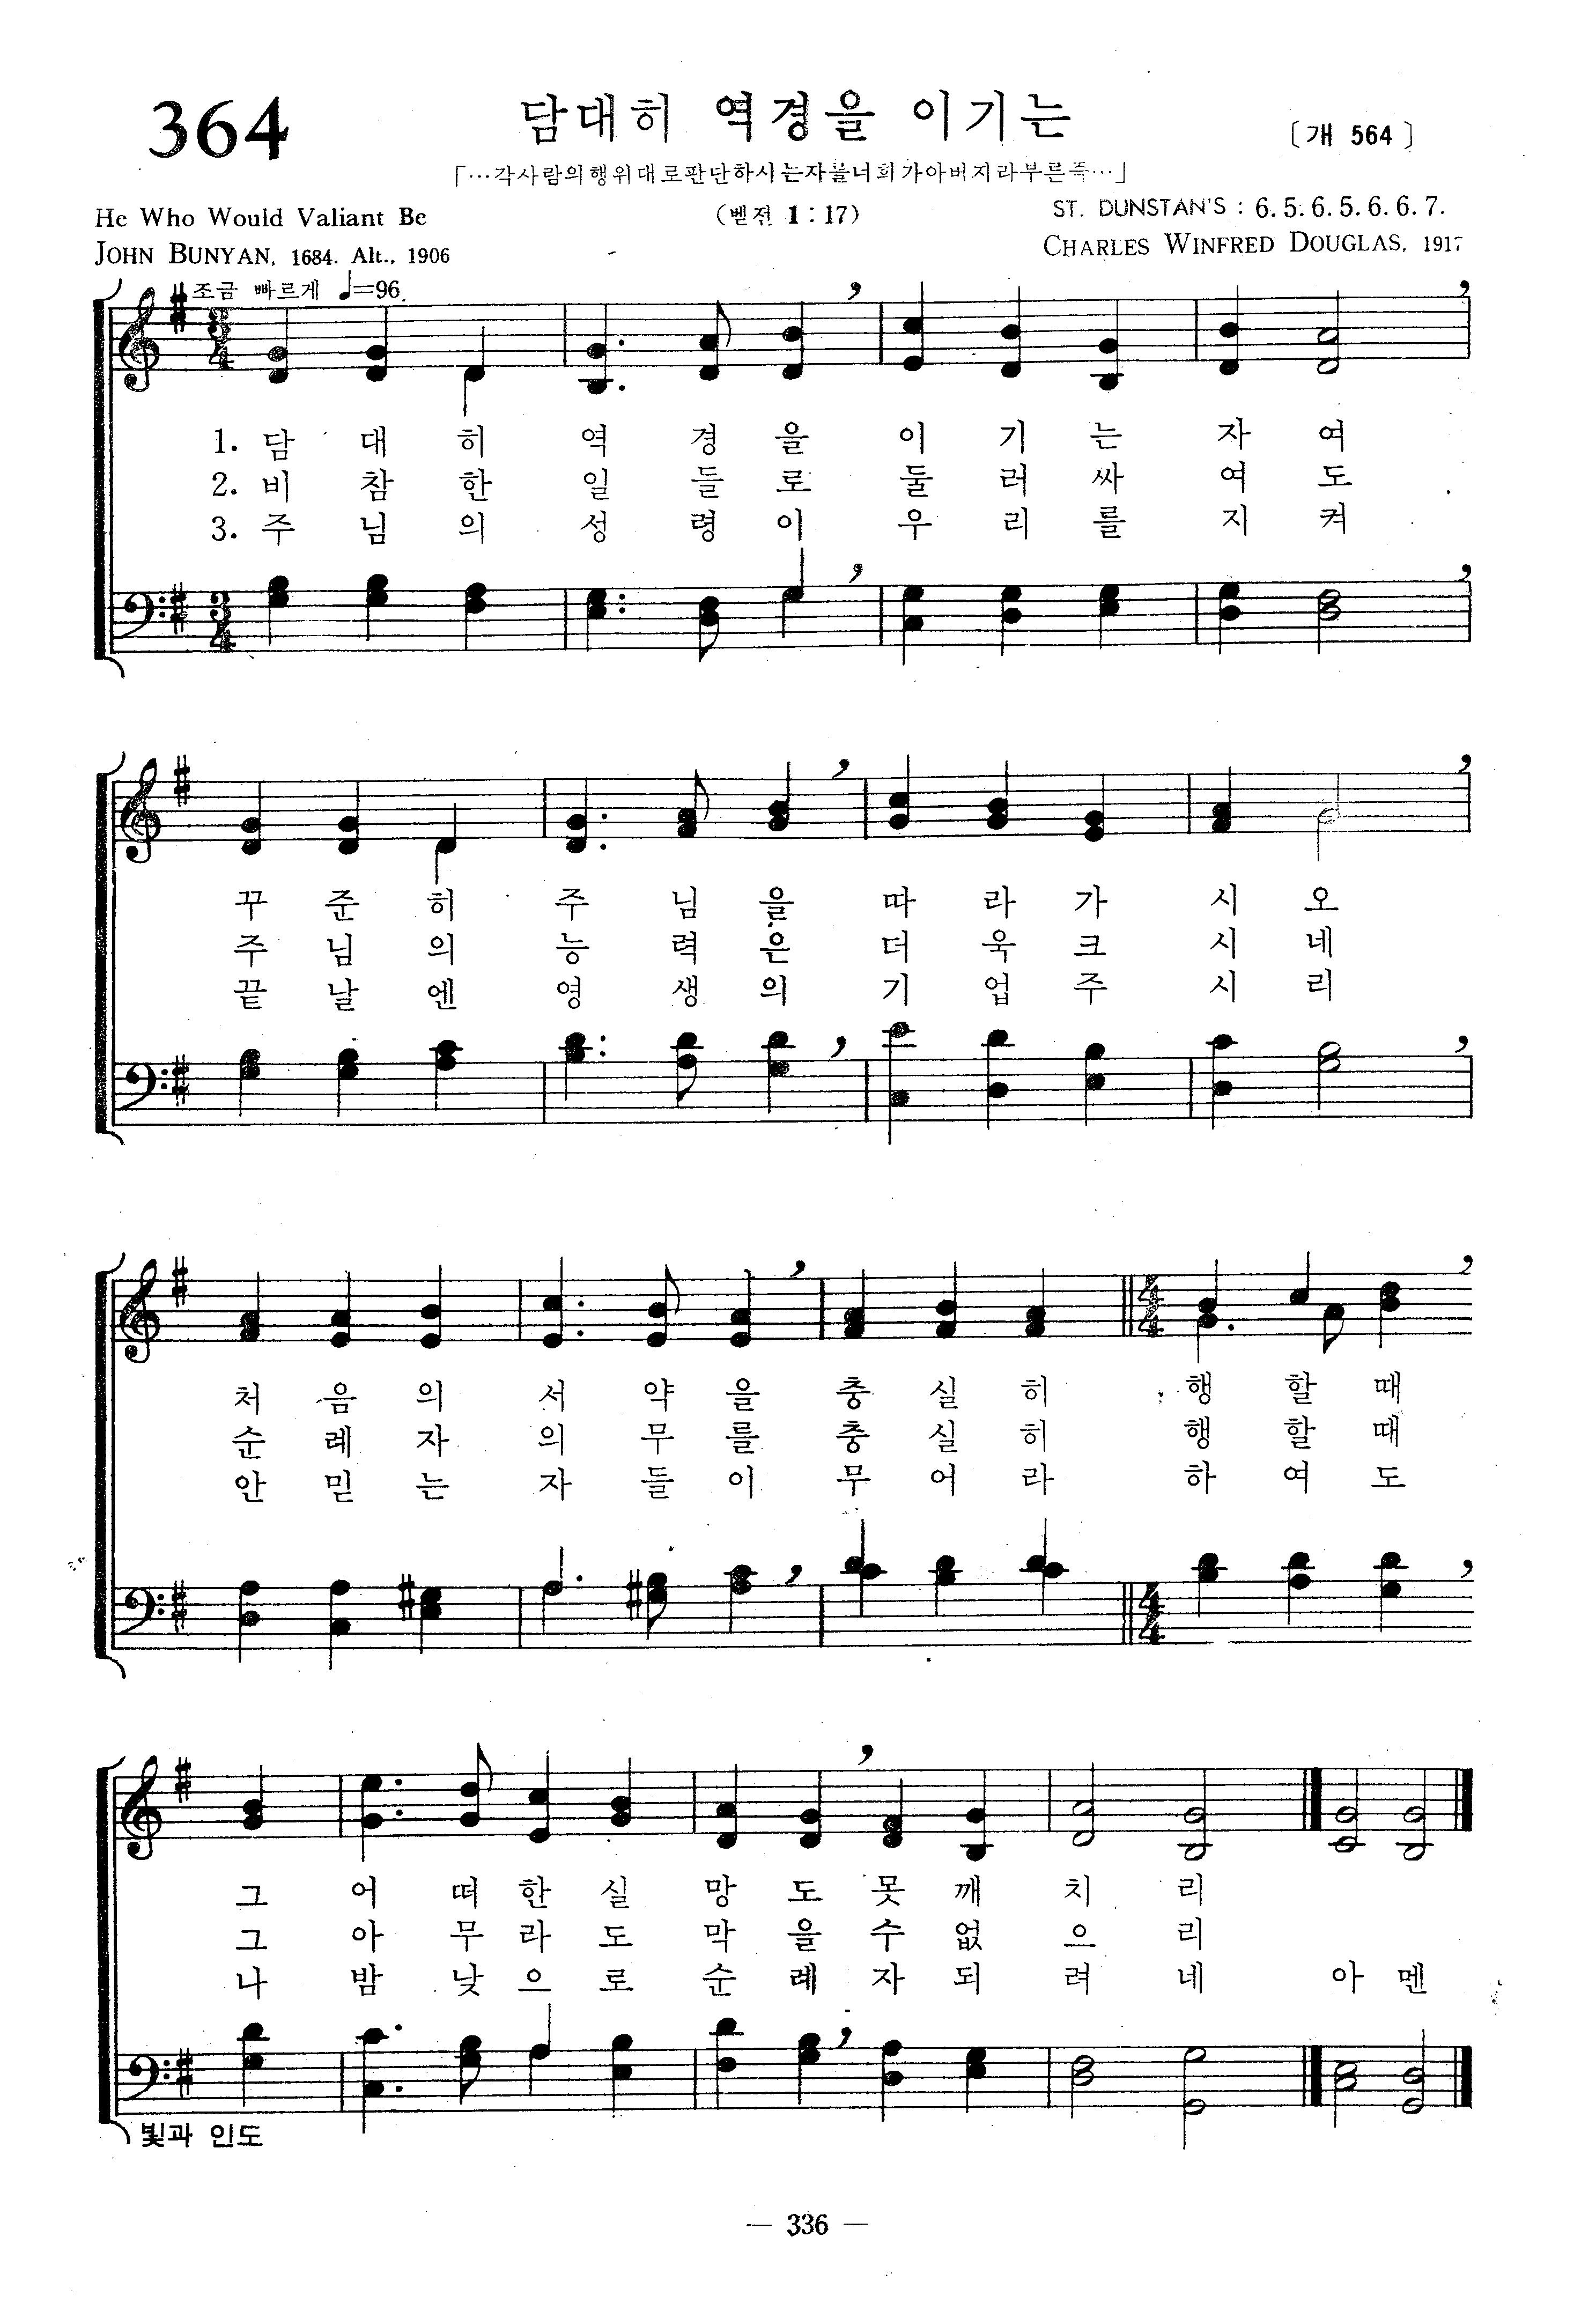 364
담대히 역경을 이기는
〔개 564〕
「…각사람의행위대로판단하시는자를너희가아버지라부른즉…」
He Who Would Valiant Be
(벧전 1:17)
ST. DUNSTAN'S : 6. 5. 6. 5. 6. 6. 7.
JOHN BUNYAN, 1684. Alt., 1906
CHARLES WINFRED DOUGLAS, 1917
조금 빠르게 ♩=96
3/4
1. 담 대 히 역 경 을 이 기 는 자 여
2. 비 참 한 일 들 로 둘 러 싸 여 도
3. 주 님 의 성 령 이 우 리 를 지 켜
3/4
꾸 준 히 주 님 을 따 라 가 시 오
주 님 의 능 력 은 더 욱 크 시 네
끝 날 엔 영 생 의 기 업 주 시 리
4/4
처 음 의 서 약 을 충 실 히 행 할 때
순 례 자 의 무 를 충 실 히 행 할 때
안 믿 는 자 들 이 무 어 라 하 여 도
4/4
그 어 떠 한 실 망 도 못 깨 치 리
그 아 무 라 도 막 을 수 없 으 리
나 밤 낮 으 로 순 례 자 되 려 네 아 멘
빛과 인도
— 336 —